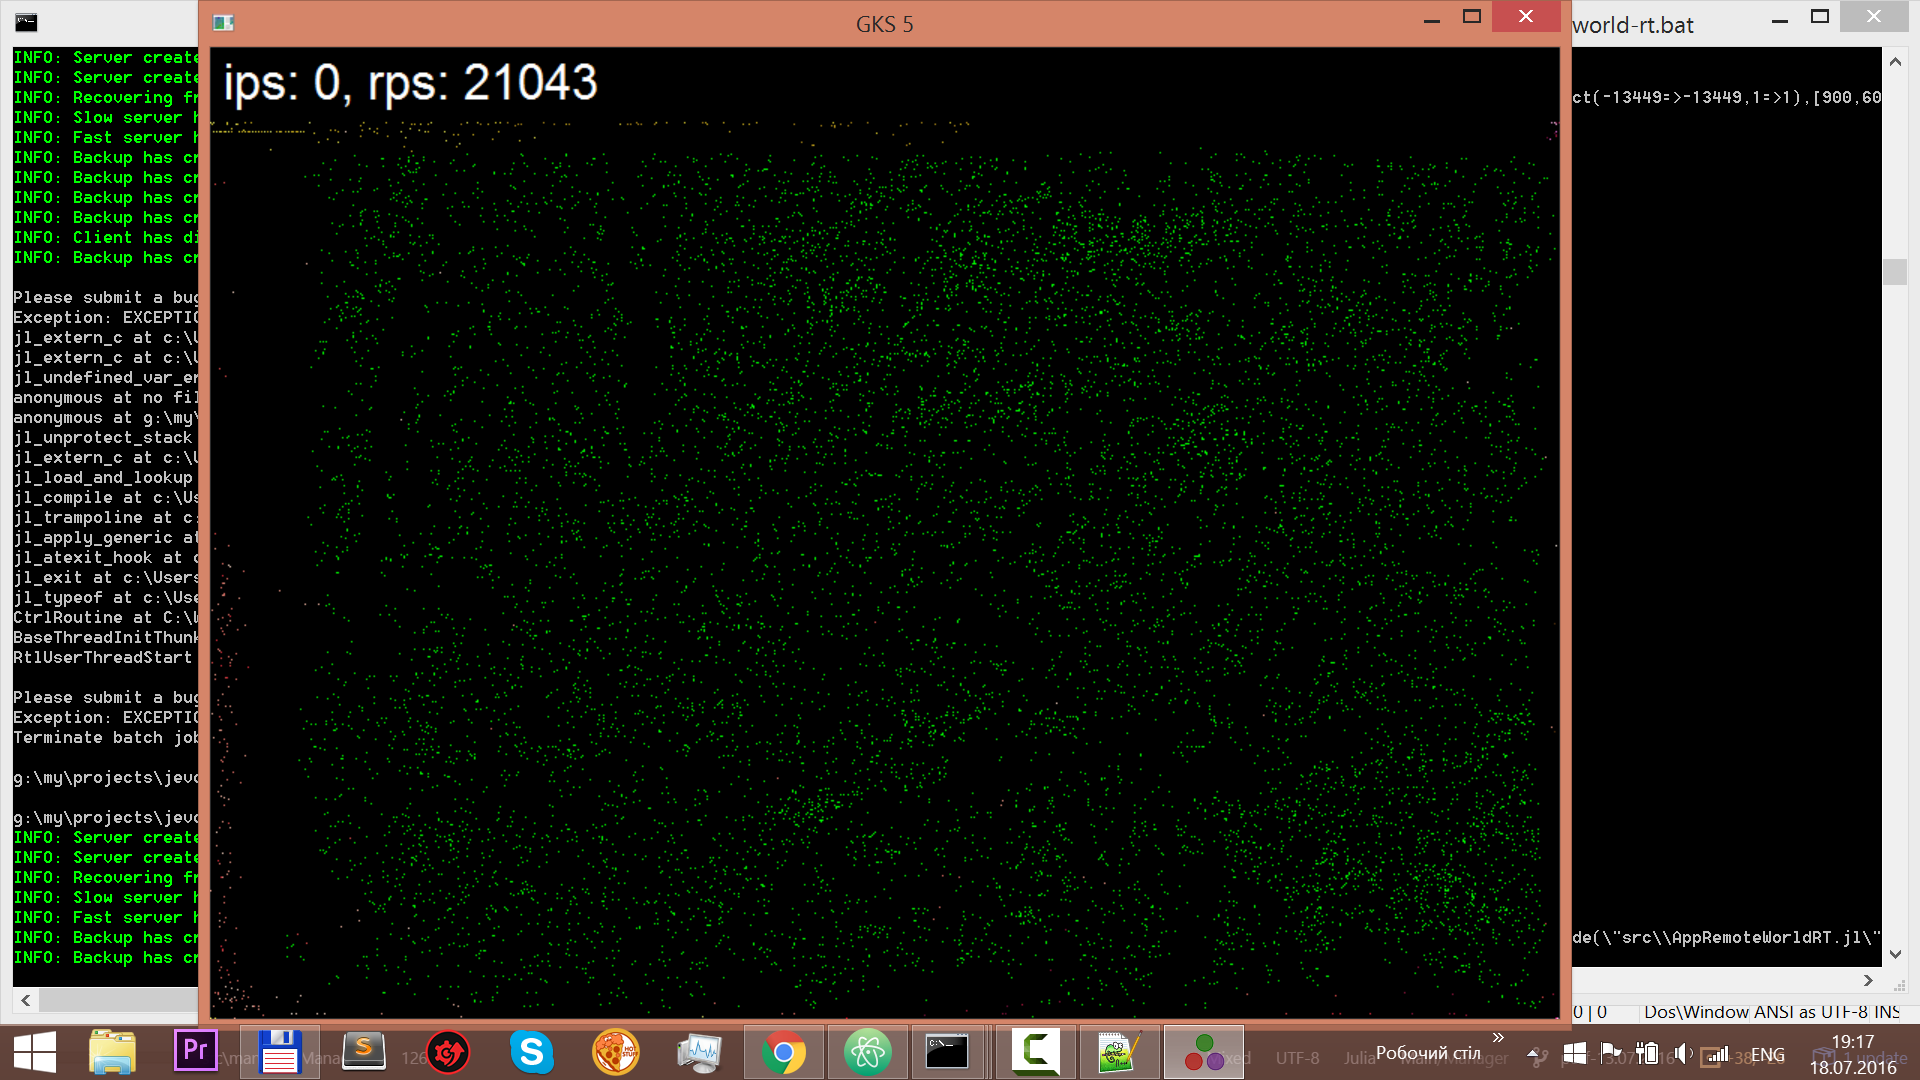 GKS 5
world-rt.bat
ips: 0, rps: 21043
INFO: Server create
INFO: Server create
INFO: Recovering fr
INFO: Slow server h
INFO: Fast server h
INFO: Backup has cr
INFO: Backup has cr
INFO: Backup has cr
INFO: Backup has cr
INFO: Client has di
INFO: Backup has cr
Please submit a bug
Exception: EXCEPTIO
jl_extern_c at c:\U
jl_extern_c at c:\U
jl_undefined_var_er
anonymous at no fil
anonymous at g:\my\
jl_unprotect_stack
jl_extern_c at c:\U
jl_load_and_lookup
jl_compile at c:\Us
jl_trampoline at c:
jl_apply_generic at
jl_atexit_hook at c
jl_exit at c:\Users
jl_typeof at c:\Use
CtrlRoutine at C:\W
BaseThreadInitThunk
RtlUserThreadStart
Please submit a bug
Exception: EXCEPTIO
Terminate batch job
g:\my\projects\jevo
g:\my\projects\jevo
INFO: Server create
INFO: Server create
INFO: Recovering fr
INFO: Slow server h
INFO: Fast server h
INFO: Backup has cr
INFO: Backup has cr
ct(-13449=>-13449,1=>1),[900,60
de(\"src\\AppRemoteWorldRT.jl\"
0 | 0 Dos\Window ANSI as UTF-8 INS
Pr
UTF-8 Julia
Робочий стіл
ENG
1 update
19:17
18.07.2016